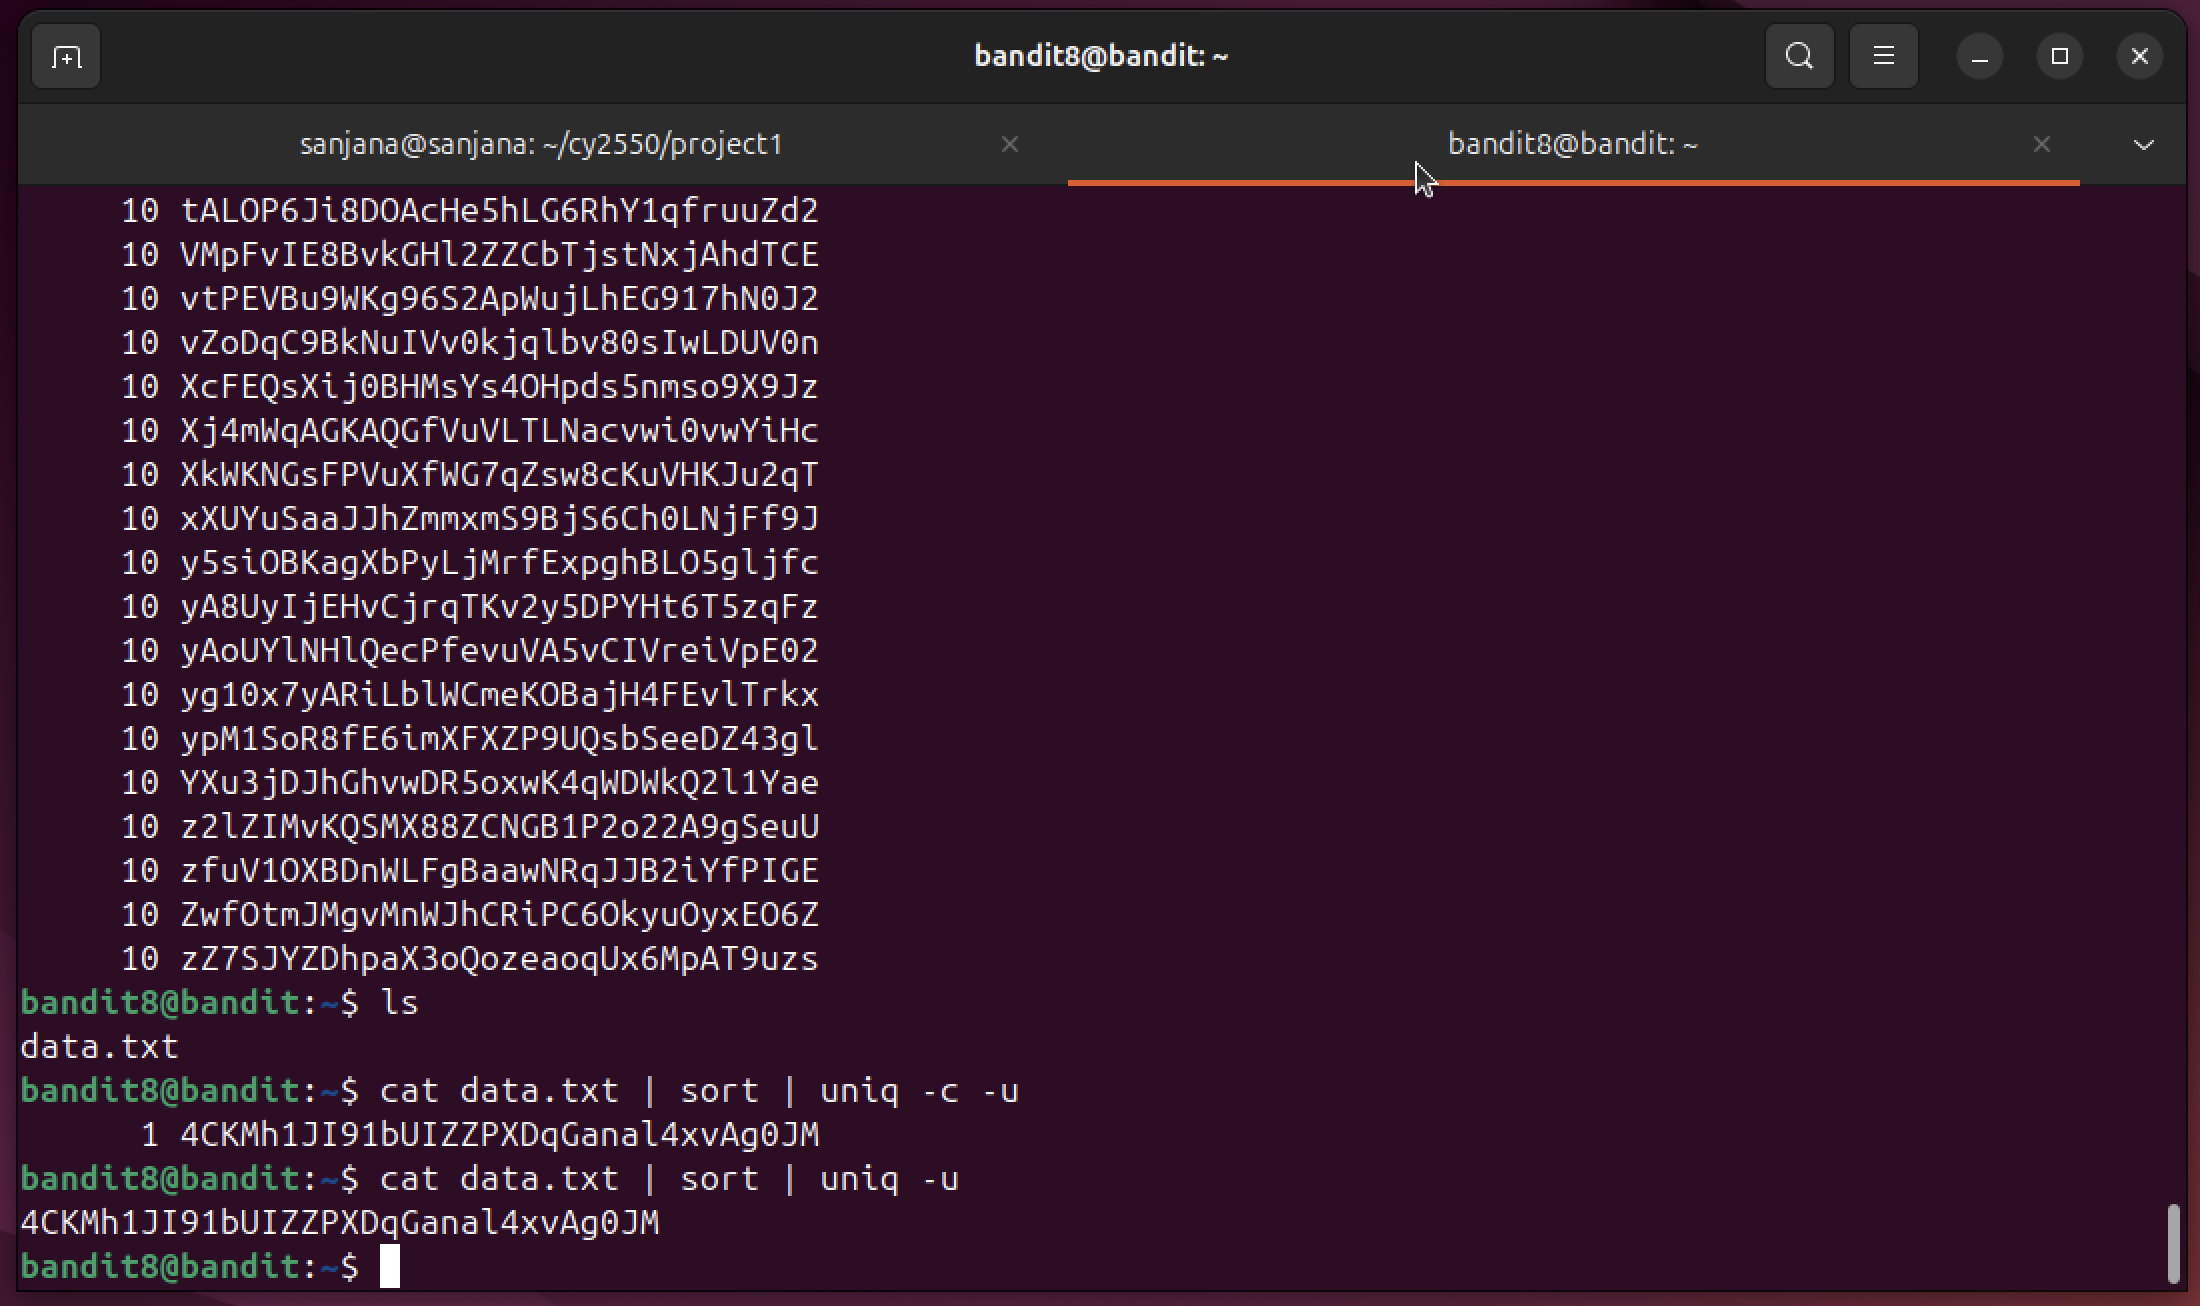 bandit8@bandit: ~
sanjana@sanjana: ~/cy2550/project1
bandit8@bandit: ~
10 tALOP6Ji8DOAcHe5hLG6RhY1qfruuZd2
10 VMpFvIE8BvkGHl2ZZCbTjstNxjAhdTCE
10 vtPEVBu9WKg96S2ApWujLhEG917hN0J2
10 vZoDqC9BkNuIVv0kjqlbv80sIwLDUV0n
10 XcFEQsXij0BHMsYs4OHpds5nmso9X9Jz
10 Xj4mWqAGKAQGfVuVLTLNacvwi0vwYiHc
10 XkWKNGsFPVuXfWG7qZsw8cKuVHKJu2qT
10 xXUYuSaaJJhZmmxmS9BjS6Ch0LNjFf9J
10 y5siOBKagXbPyLjMrfExpghBLO5gljfc
10 yA8UyIjEHvCjrqTKv2y5DPYHt6T5zqFz
10 yAoUYlNHlQecPfevuVA5vCIVreiVpE02
10 yg10x7yARiLblWCmeKOBajH4FEvlTrkx
10 ypM1SoR8fE6imXFXZP9UQsbSeeDZ43gl
10 YXu3jDJhGhvwDR5oxwK4qWDWkQ2l1Yae
10 z2lZIMvKQSMX88ZCNGB1P2o22A9gSeuU
10 zfuV1OXBDnWLFgBaawNRqJJB2iYfPIGE
10 ZwfOtmJMgvMnWJhCRiPC6OkyuOyxEO6Z
10 zZ7SJYZDhpaX3oQozeaoqUx6MpAT9uzs
bandit8@bandit:~$ ls
data.txt
bandit8@bandit:~$ cat data.txt | sort | uniq -c -u
1 4CKMh1JI91bUIZZPXDqGanal4xvAg0JM
bandit8@bandit:~$ cat data.txt | sort | uniq -u
4CKMh1JI91bUIZZPXDqGanal4xvAg0JM
bandit8@bandit:~$